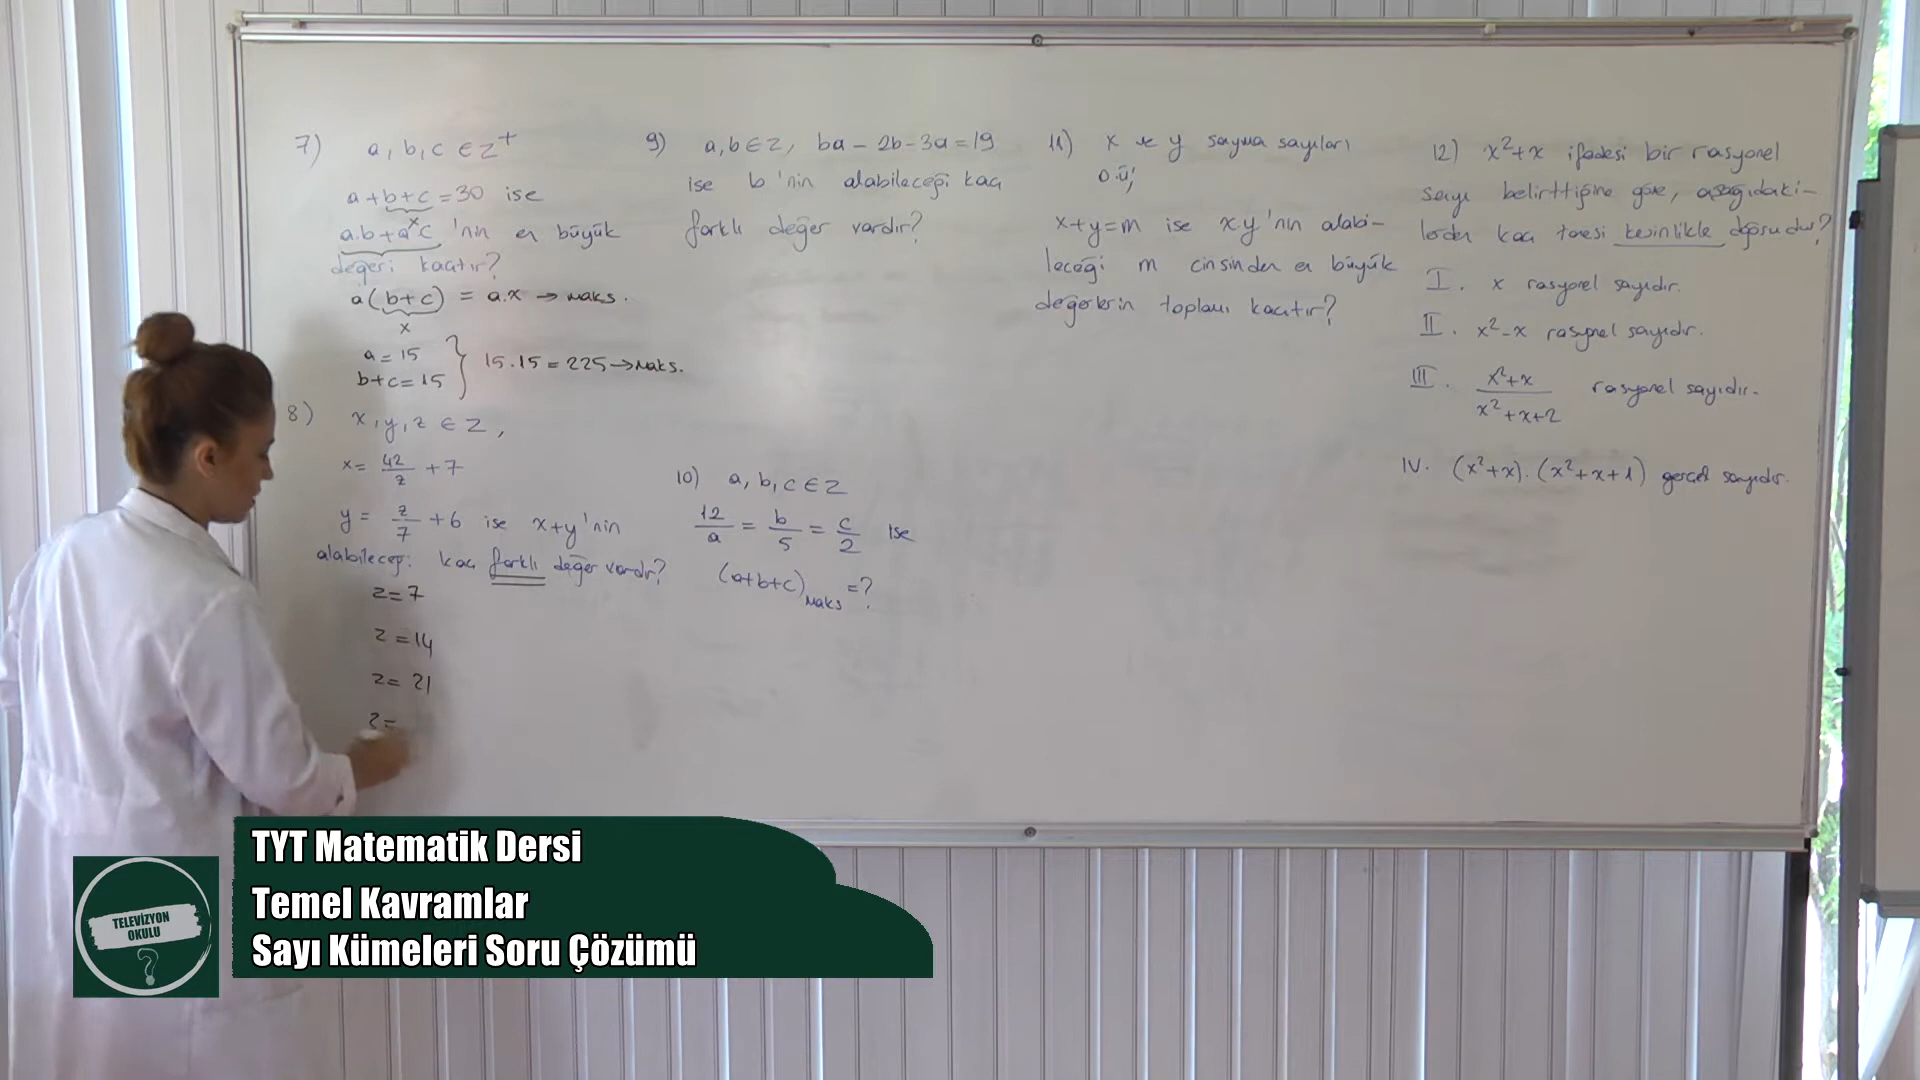 7) a, b, c ∈ Z⁺
a+b+c=30 ise
x
a.b+a.c 'nin en büyük
değeri kaçtır?
a(b+c) = a.x → maks.
x
a=15
b+c=15 } 15.15=225→maks.
8) x, y, z ∈ Z,
x= 42/z +7
y= z/7 +6 ise x+y'nin
alabileceği kaç farklı değer vardır?
z=7
z=14
z=21
z=
9) a,b∈Z, ba-2b-3a=19
ise b'nin alabileceği kaç
farklı değer vardır?
10) a, b, c ∈ Z
12/a = b/5 = c/2 ise
(a+b+c)maks =?
11) x ve y sayma sayıları
o.ü;
x+y=m ise x.y'nin alabi-
leceği m cinsinden en büyük
değerlerin toplamı kaçtır?
12) x²+x ifadesi bir rasyonel
sayı belirttiğine göre, aşağıdaki-
lerden kaç tanesi kesinlikle doğrudur?
I. x rasyonel sayıdır.
II. x²-x rasyonel sayıdır.
III. x²+x / x²+x+2 rasyonel sayıdır.
IV. (x²+x).(x²+x+1) gerçel sayıdır.
TYT Matematik Dersi
Temel Kavramlar
Sayı Kümeleri Soru Çözümü
TELEVİZYON
OKULU
?